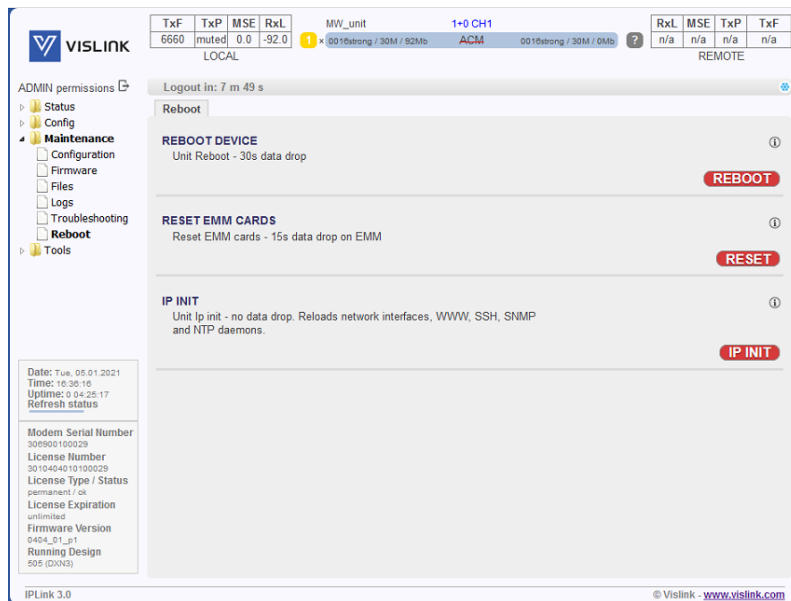 VISLINK
TxF TxP MSE RxL
6660 muted 0.0 -92.0
LOCAL
MW_unit 1+0 CH1
1 x 0016strong / 30M / 92Mb ACM 0016strong / 30M / 0Mb ?
RxL MSE TxP TxF
n/a n/a n/a n/a
REMOTE
ADMIN permissions
Status
Config
Maintenance
Configuration
Firmware
Files
Logs
Troubleshooting
Reboot
Tools
Date: Tue, 05.01.2021
Time: 16:36:16
Uptime: 0 04:25:17
Refresh status
Modem Serial Number
306900100029
License Number
3010404010100029
License Type / Status
permanent / ok
License Expiration
unlimited
Firmware Version
0404_01_p1
Running Design
505 (DXN3)
Logout in: 7 m 49 s
Reboot
REBOOT DEVICE
Unit Reboot - 30s data drop
REBOOT
RESET EMM CARDS
Reset EMM cards - 15s data drop on EMM
RESET
IP INIT
Unit Ip init - no data drop. Reloads network interfaces, WWW, SSH, SNMP
and NTP daemons.
IP INIT
IPLink 3.0
© Vislink - www.vislink.com